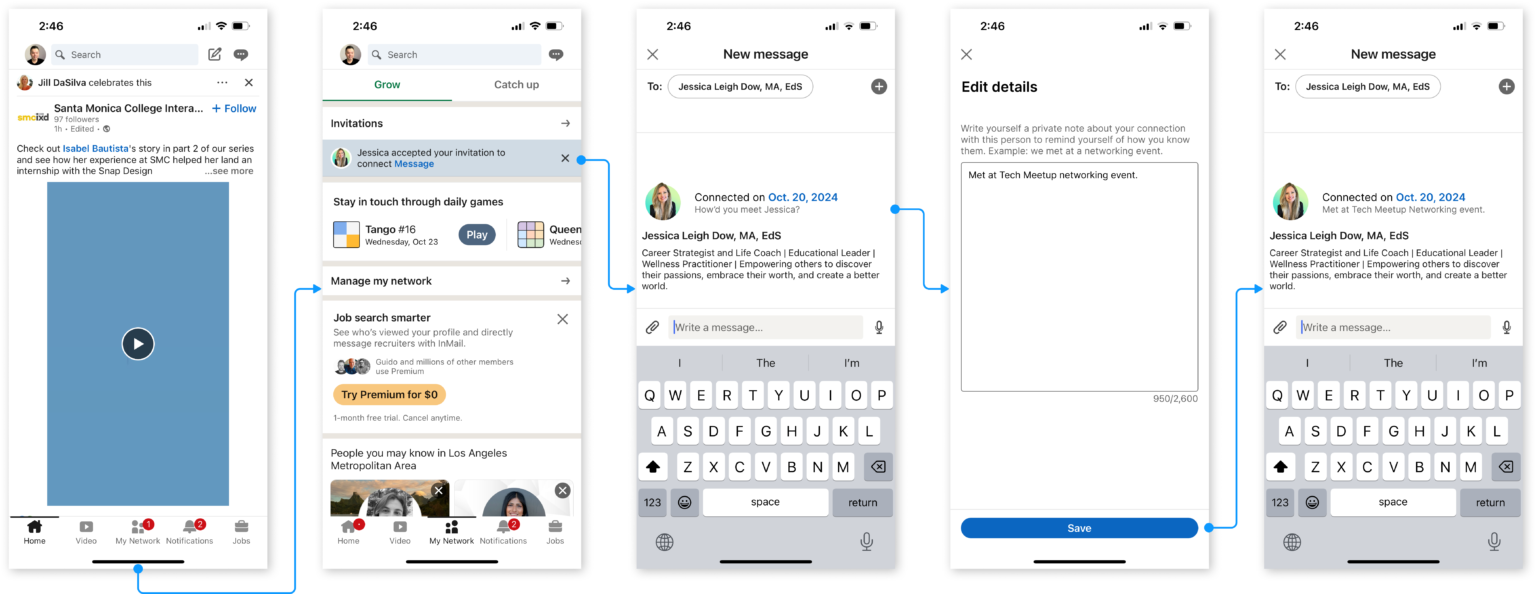 2:46
Search
Jill DaSilva celebrates this
smcixd
Santa Monica College Intera... + Follow
97 followers
1h • Edited •
Check out Isabel Bautista's story in part 2 of our series
and see how her experience at SMC helped her land an
internship with the Snap Design ...see more
1 2
Home Video My Network Notifications Jobs
2:46
Search
Grow Catch up
Invitations
Jessica accepted your invitation to
connect Message
Stay in touch through daily games
Tango #16
Wednesday, Oct 23
Play
Queen
Wednes
Manage my network
Job search smarter
See who's viewed your profile and directly
message recruiters with InMail.
Guido and millions of other members
use Premium
Try Premium for $0
1-month free trial. Cancel anytime.
People you may know in Los Angeles
Metropolitan Area
2
Home Video My Network Notifications Jobs
2:46
New message
To: Jessica Leigh Dow, MA, EdS
Connected on Oct. 20, 2024
How'd you meet Jessica?
Jessica Leigh Dow, MA, EdS
Career Strategist and Life Coach | Educational Leader |
Wellness Practitioner | Empowering others to discover
their passions, embrace their worth, and create a better
world.
Write a message...
I The I'm
Q W E R T Y U I O P
A S D F G H J K L
Z X C V B N M
123 space return
2:46
Edit details
Write yourself a private note about your connection
with this person to remind yourself of how you know
them. Example: we met at a networking event.
Met at Tech Meetup networking event.
950/2,600
Save
2:46
New message
To: Jessica Leigh Dow, MA, EdS
Connected on Oct. 20, 2024
Met at Tech Meetup Networking event.
Jessica Leigh Dow, MA, EdS
Career Strategist and Life Coach | Educational Leader |
Wellness Practitioner | Empowering others to discover
their passions, embrace their worth, and create a better
world.
Write a message...
I The I'm
Q W E R T Y U I O P
A S D F G H J K L
Z X C V B N M
123 space return